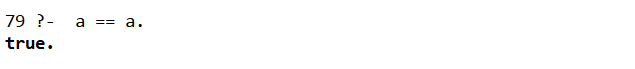 79 ?-  a == a.
true.